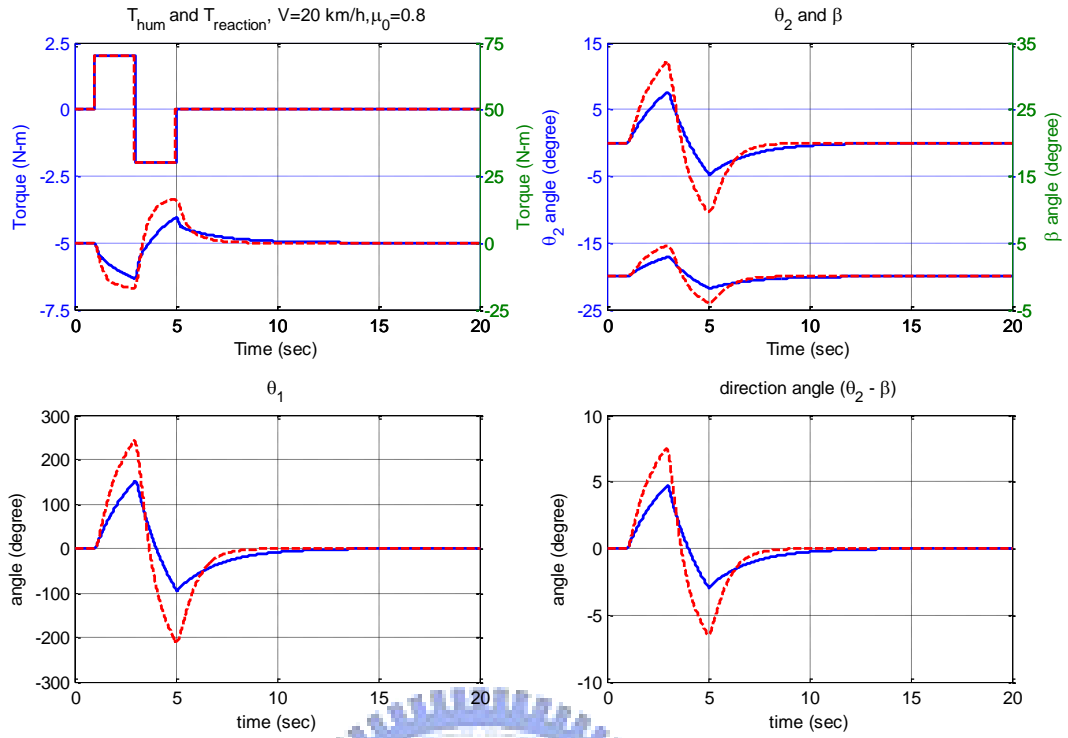 T_hum and T_reaction, V=20 km/h,μ_0=0.8
2.5
0
-2.5
-5
-7.5
Torque (N-m)
75
50
25
0
-25
Torque (N-m)
0 5 10 15 20
Time (sec)
θ_2 and β
15
5
-5
-15
-25
θ_2 angle (degree)
35
25
15
5
-5
β angle (degree)
0 5 10 15 20
Time (sec)
θ_1
300
200
100
0
-100
-200
-300
angle (degree)
0 5 10 15 20
time (sec)
direction angle (θ_2 - β)
10
5
0
-5
-10
angle (degree)
0 5 10 15 20
time (sec)